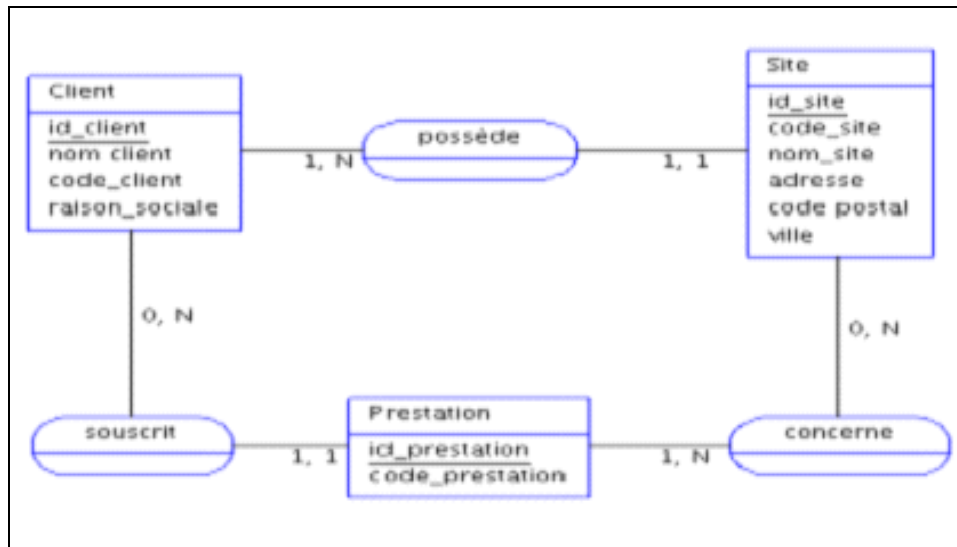 Client
id_client
nom client
code_client
raison_sociale
possède
1, N
1, 1
Site
id_site
code_site
nom_site
adresse
code postal
ville
0, N
0, N
souscrit
1, 1
Prestation
id_prestation
code_prestation
1, N
concerne